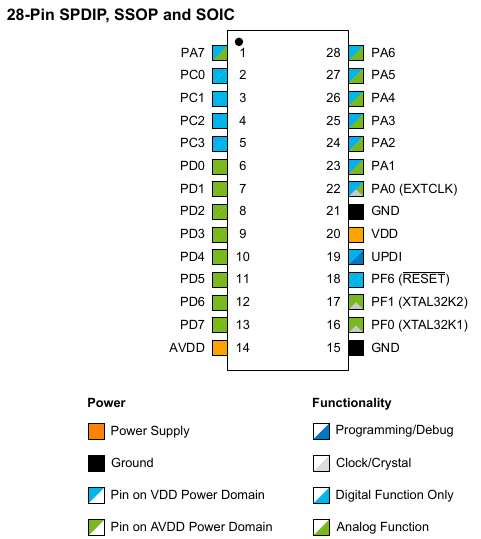 28-Pin SPDIP, SSOP and SOIC
PA7 1 28 PA6
PC0 2 27 PA5
PC1 3 26 PA4
PC2 4 25 PA3
PC3 5 24 PA2
PD0 6 23 PA1
PD1 7 22 PA0 (EXTCLK)
PD2 8 21 GND
PD3 9 20 VDD
PD4 10 19 UPDI
PD5 11 18 PF6 (RESET)
PD6 12 17 PF1 (XTAL32K2)
PD7 13 16 PF0 (XTAL32K1)
AVDD 14 15 GND
Power
Power Supply
Ground
Pin on VDD Power Domain
Pin on AVDD Power Domain
Functionality
Programming/Debug
Clock/Crystal
Digital Function Only
Analog Function